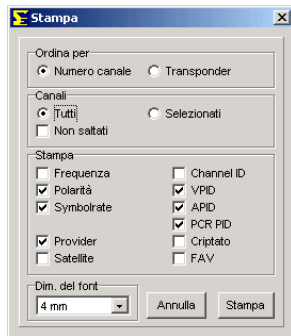 Stampa
Ordina per
Numero canale Transponder
Canali
Tutti Selezionati
Non saltati
Stampa
Frequenza Channel ID
Polarità VPID
Symbolrate APID
PCR PID
Provider Criptato
Satellite FAV
Dim. del font
4 mm Annulla Stampa